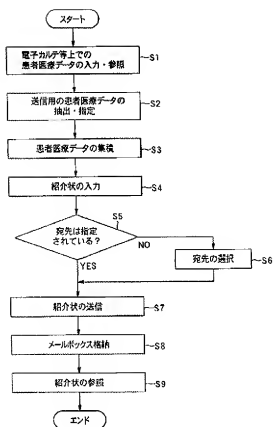 スタート
電子カルテ等上での
患者医療データの入力・参照
S1
送信用の患者医療データの
抽出・指定
S2
患者医療データの集積
S3
紹介状の入力
S4
宛先は指定
されている?
S5
NO
YES
宛先の選択
S6
紹介状の送信
S7
メールボックス格納
S8
紹介状の参照
S9
エンド